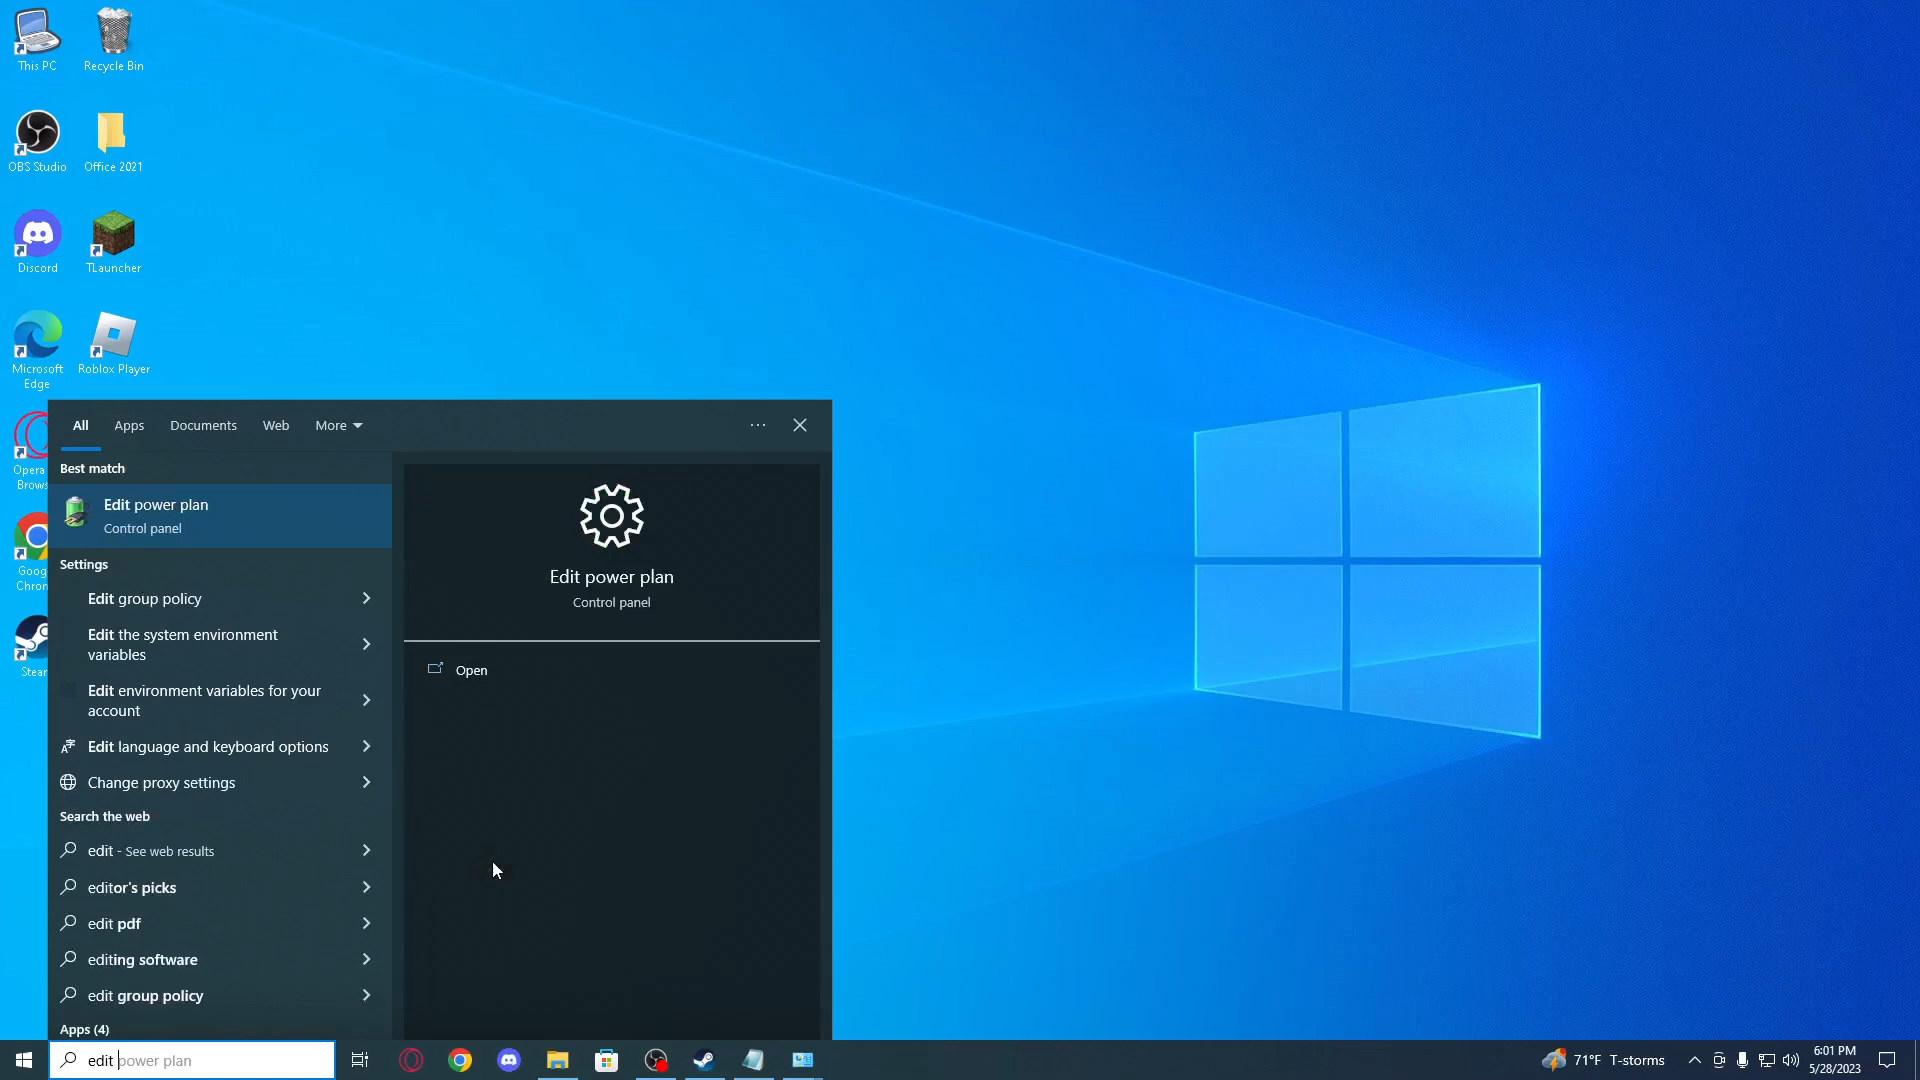 This PC
Recycle Bin
OBS Studio
Office 2021
Discord
TLauncher
Microsoft
Edge
Roblox Player
Opera
Brows
Goog
Chrom
Stear
All
Apps
Documents
Web
More
Best match
Edit power plan
Control panel
Settings
Edit group policy
Edit the system environment
variables
Edit environment variables for your
account
Edit language and keyboard options
Change proxy settings
Search the web
edit - See web results
editor's picks
edit pdf
editing software
edit group policy
Apps (4)
Edit power plan
Control panel
Open
edit power plan
71°F T-storms
6:01 PM
5/28/2023